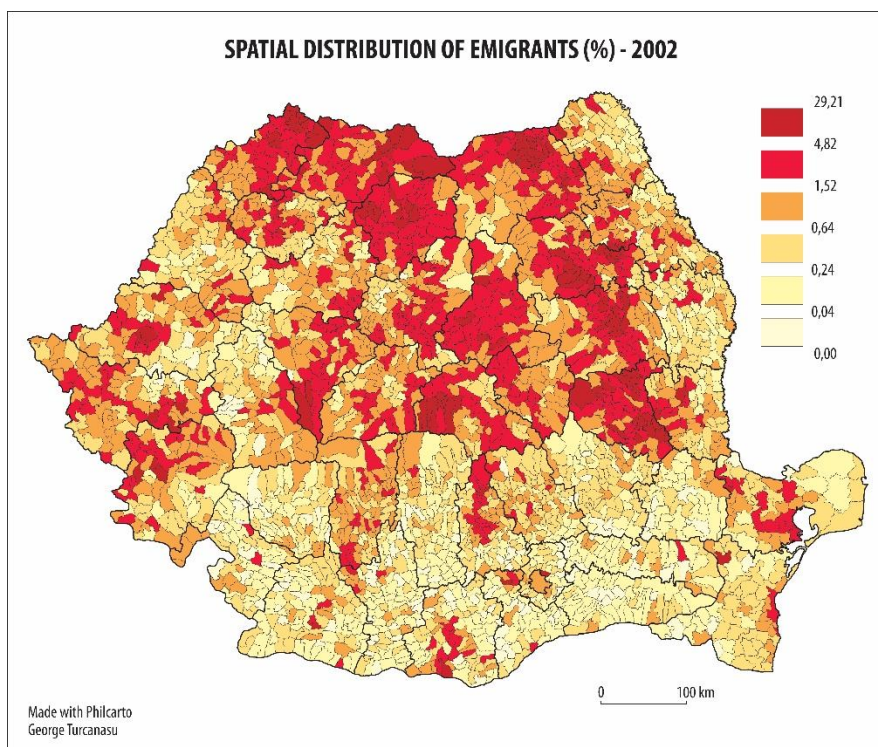 SPATIAL DISTRIBUTION OF EMIGRANTS (%) - 2002
29,21
4,82
1,52
0,64
0,24
0,04
0,00
0 100 km
Made with Philcarto
George Turcanasu